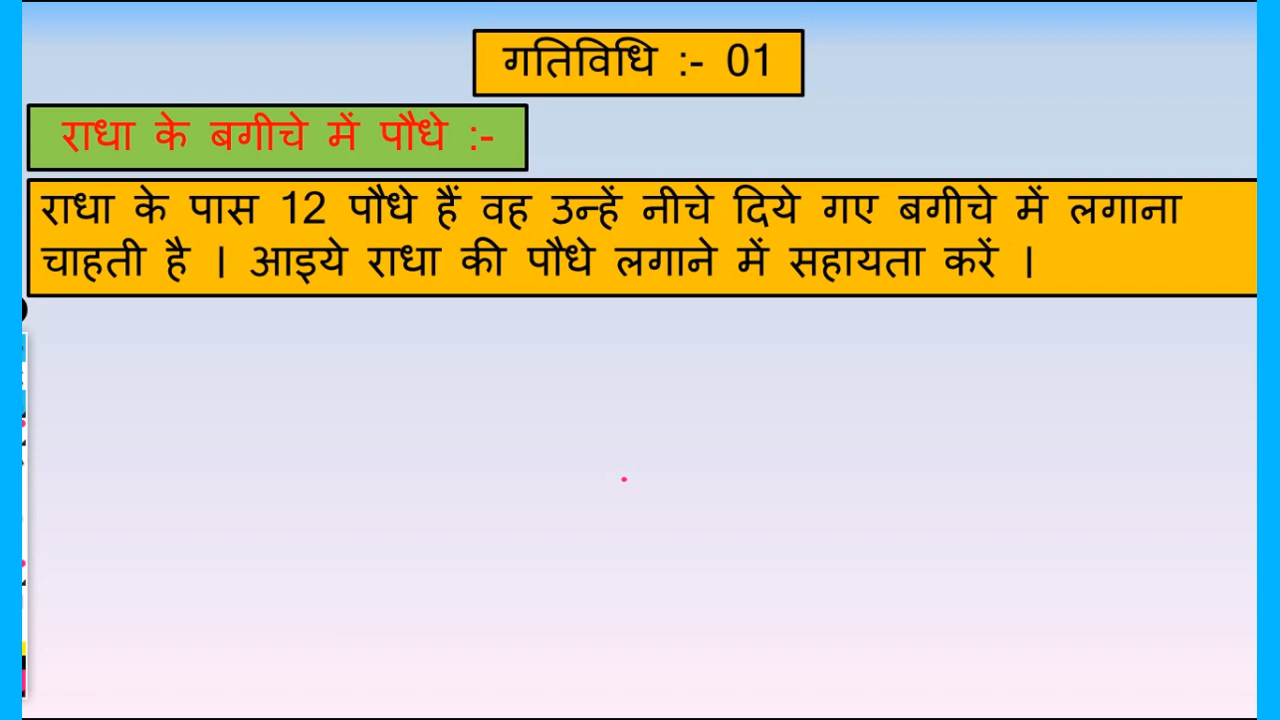 गतिविधि :- 01
राधा के बगीचे में पौधे :-
राधा के पास 12 पौधे हैं वह उन्हें नीचे दिये गए बगीचे में लगाना
चाहती है । आइये राधा की पौधे लगाने में सहायता करें ।